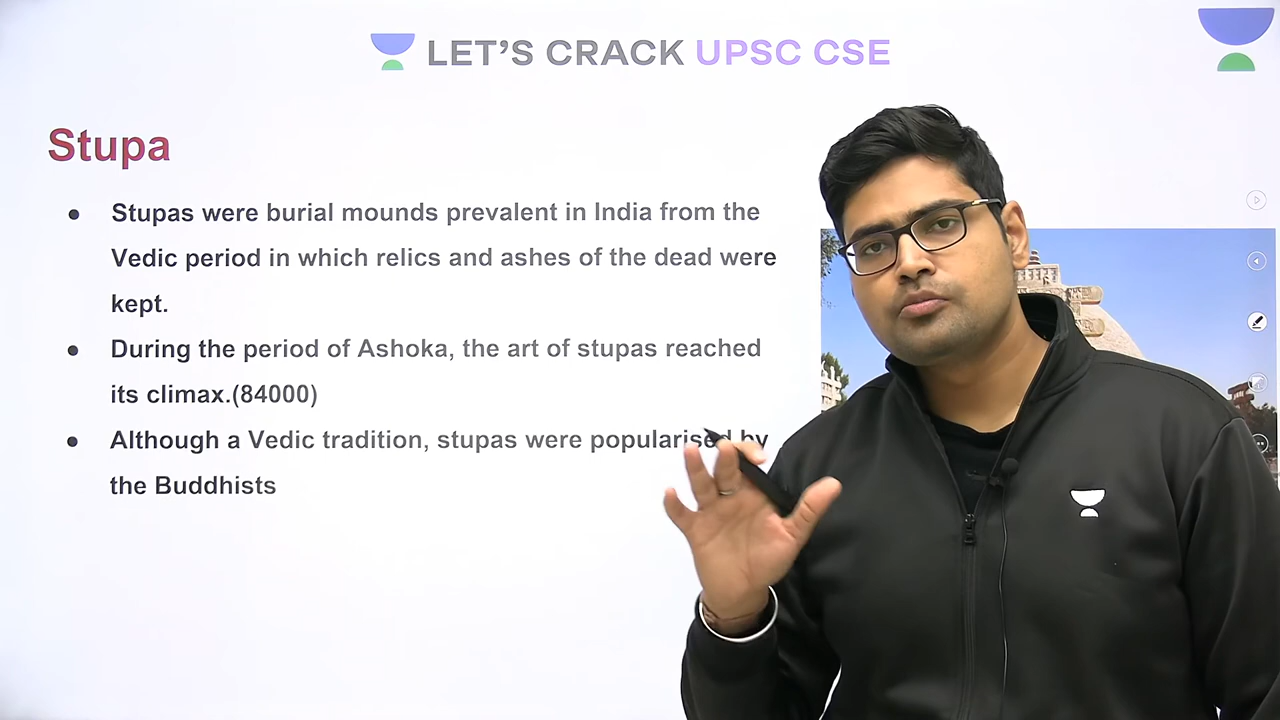 LET'S CRACK UPSC CSE
Stupa
● Stupas were burial mounds prevalent in India from the
Vedic period in which relics and ashes of the dead were
kept.
● During the period of Ashoka, the art of stupas reached
its climax.(84000)
● Although a Vedic tradition, stupas were popularised by
the Buddhists